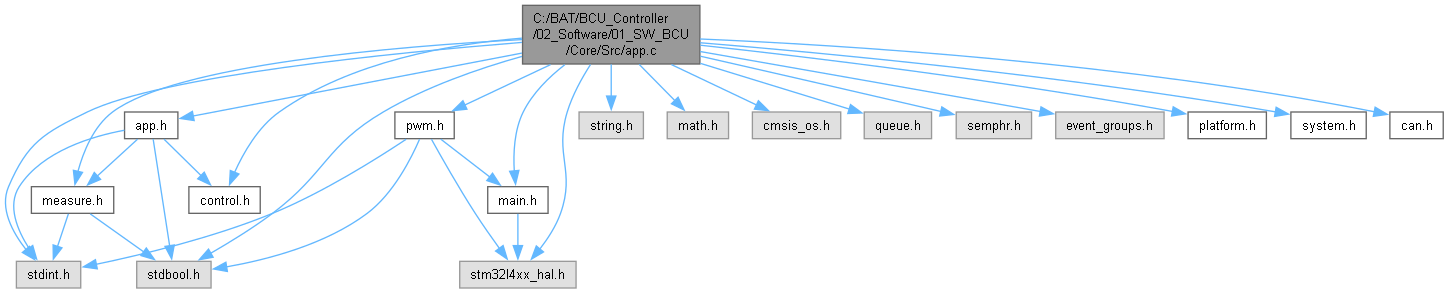 C:/BAT/BCU_Controller
/02_Software/01_SW_BCU
/Core/Src/app.c
app.h
pwm.h
string.h
math.h
cmsis_os.h
queue.h
semphr.h
event_groups.h
platform.h
system.h
can.h
measure.h
control.h
main.h
stdint.h
stdbool.h
stm32l4xx_hal.h